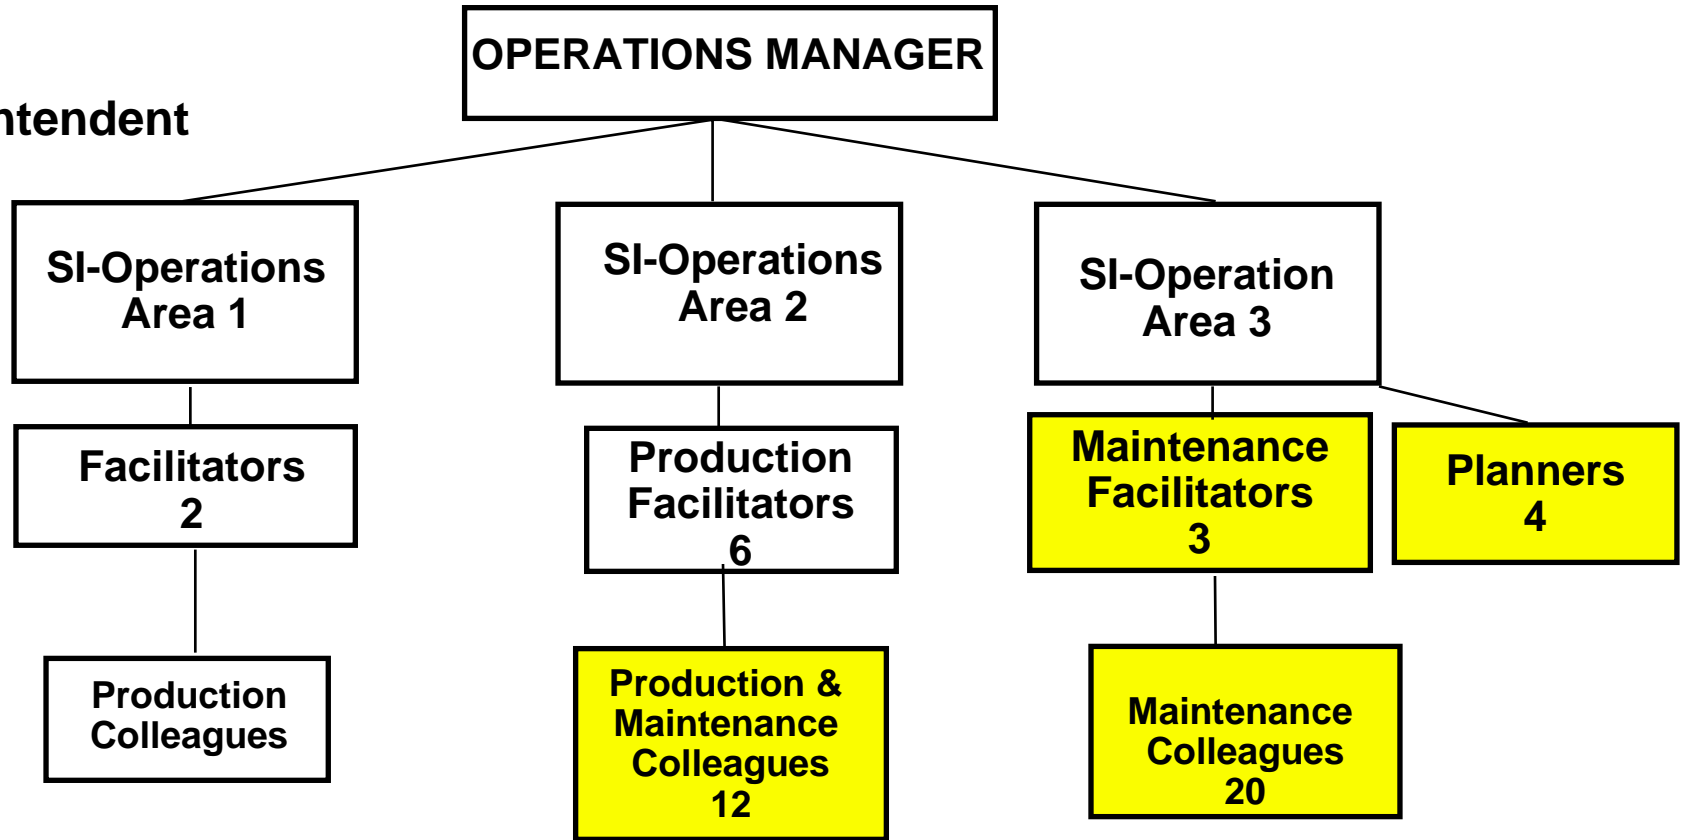 OPERATIONS MANAGER
ntendent
SI-Operations
Area 1
SI-Operations
Area 2
SI-Operation
Area 3
Facilitators
2
Production
Facilitators
6
Maintenance
Facilitators
3
Planners
4
Production
Colleagues
Production &
Maintenance
Colleagues
12
Maintenance
Colleagues
20